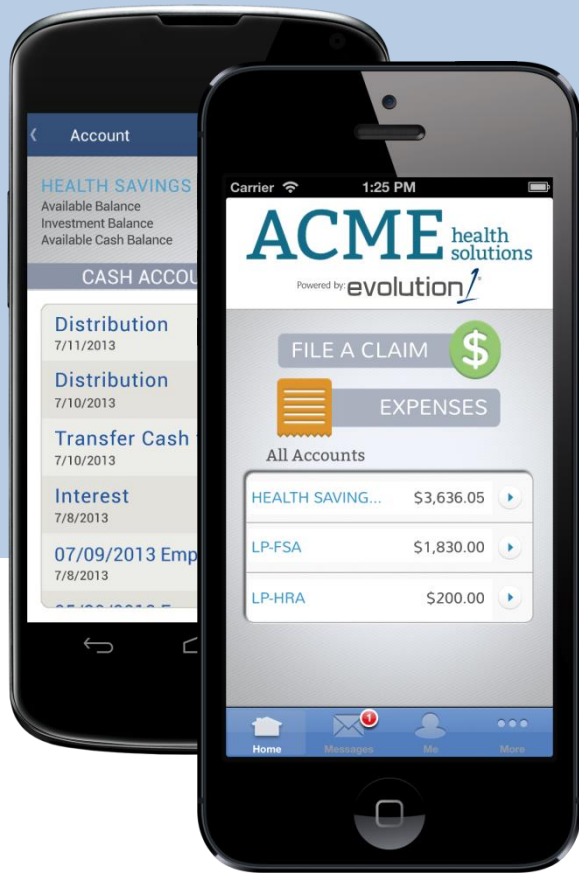 Account
HEALTH SAVINGS
Available Balance
Investment Balance
Available Cash Balance
CASH ACCOU
Distribution
7/11/2013
Distribution
7/10/2013
Transfer Cash
7/10/2013
Interest
7/8/2013
07/09/2013 Emp
7/8/2013
Carrier 1:25 PM
ACME health solutions
Powered by: evolution1®
FILE A CLAIM $
EXPENSES
All Accounts
HEALTH SAVING... $3,636.05
LP-FSA $1,830.00
LP-HRA $200.00
1
Home Messages Me More